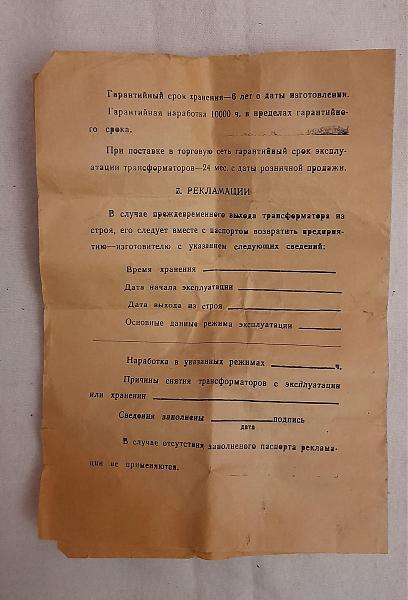 Гарантийный срок хранения—6 лет о даты изготовления.
Гарантийная наработка 10000 ч. в пределах гарантийно-
го срока.
При поставке в торговую сеть гарантийный срок эксплу-
атации трансформаторов—24 мес. с даты розничной продажи.
7. РЕКЛАМАЦИИ
В случае преждевременного выхода трансформатора из
строя, его следует вместе с паспортом возвратить предприя-
тию—изготовителю с указанием следующих сведений:
Время хранения
Дата начала эксплуатации
Дата выхода из строя
Основные данные режима эксплуатации
Наработка в указанных режимах ч.
Причины снятия трансформаторов с эксплуатации
или хранении
Сведения заполнены подпись
дата
В случае отсутствия заполненого паспорта реклама-
ции не применяются.